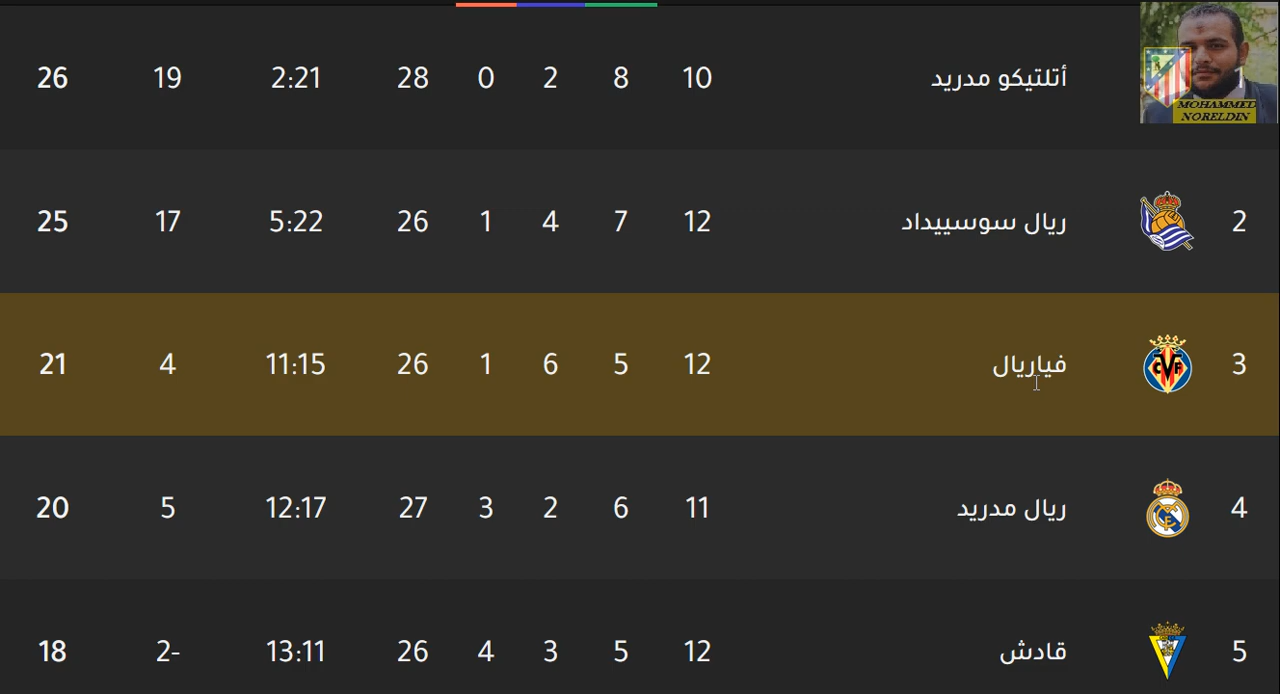 1 أتلتيكو مدريد 10 8 2 0 28 2:21 19 26
MOHAMMED
NORELDIN
2 ريال سوسييداد 12 7 4 1 26 5:22 17 25
3 فياريال 12 5 6 1 26 11:15 4 21
4 ريال مدريد 11 6 2 3 27 12:17 5 20
5 قادش 12 5 3 4 26 13:11 2- 18